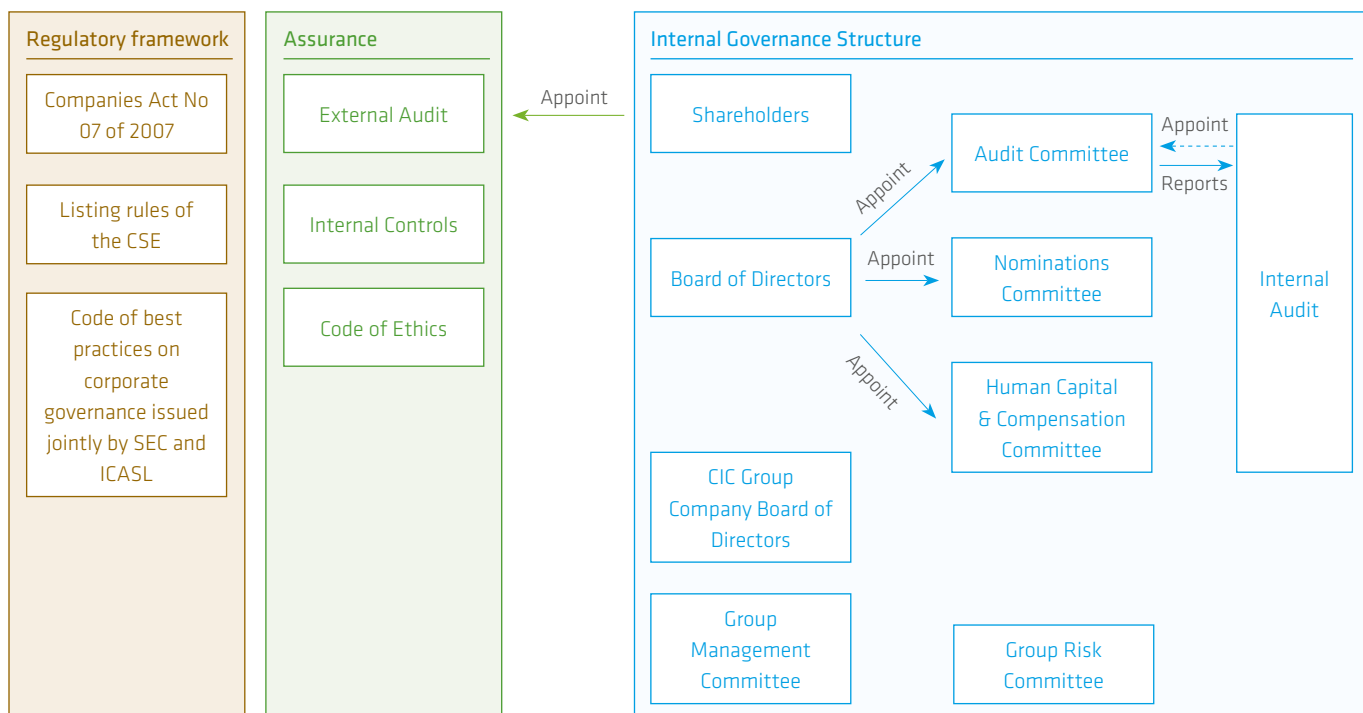 Regulatory framework
Companies Act No
07 of 2007
Listing rules of
the CSE
Code of best
practices on
corporate
governance issued
jointly by SEC and
ICASL
Assurance
External Audit
Internal Controls
Code of Ethics
Appoint
Internal Governance Structure
Shareholders
Board of Directors
CIC Group
Company Board of
Directors
Group
Management
Committee
Appoint
Appoint
Appoint
Audit Committee
Nominations
Committee
Human Capital
& Compensation
Committee
Group Risk
Committee
Appoint
Reports
Internal
Audit